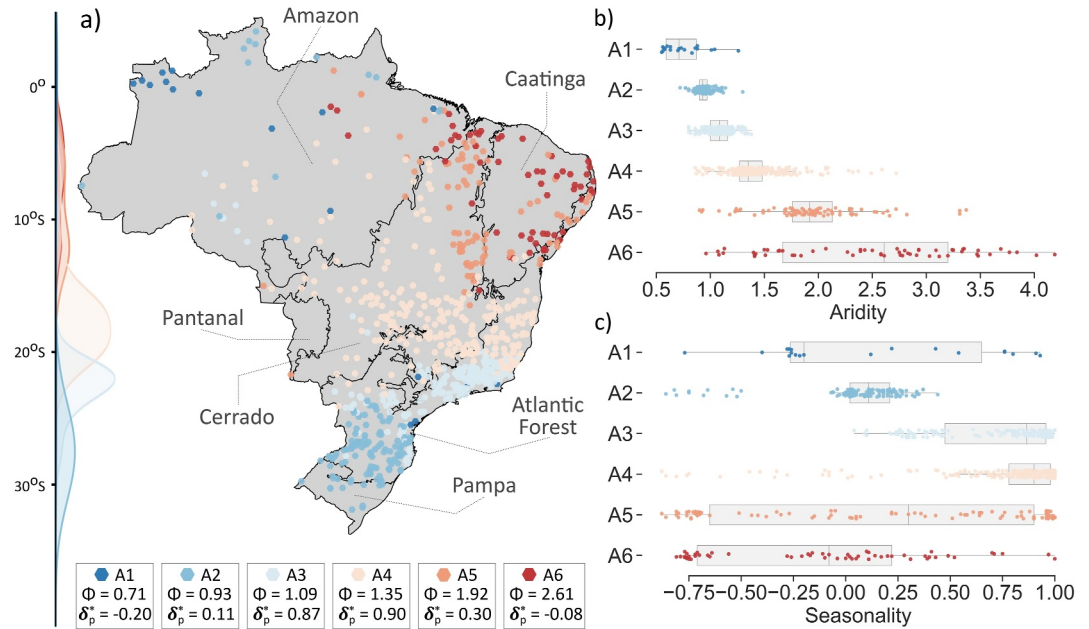 a)
Amazon
Caatinga
Pantanal
Cerrado
Atlantic
Forest
Pampa
0⁰
10⁰S
20⁰S
30⁰S
A1
Φ = 0.71
δ*p = -0.20
A2
Φ = 0.93
δ*p = 0.11
A3
Φ = 1.09
δ*p = 0.87
A4
Φ = 1.35
δ*p = 0.90
A5
Φ = 1.92
δ*p = 0.30
A6
Φ = 2.61
δ*p = -0.08
b)
A1
A2
A3
A4
A5
A6
0.5 1.0 1.5 2.0 2.5 3.0 3.5 4.0
Aridity
c)
A1
A2
A3
A4
A5
A6
−0.75 −0.50 −0.25 0.00 0.25 0.50 0.75 1.00
Seasonality